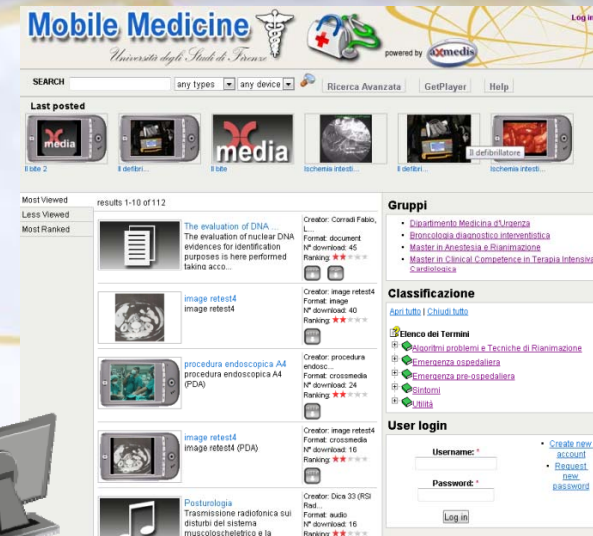 Mobile Medicine
Università degli Studi di Firenze
powered by axmedis
Log in
SEARCH any types any device Ricerca Avanzata GetPlayer Help
Last posted
media
media
Il defibrillatore
Il bite 2 Il defibri... Il bite Ischemia intesti... Il defibri... Ischemia intesti...
Most Viewed
Less Viewed
Most Ranked
results 1-10 of 112
The evaluation of DNA ...
The evaluation of nuclear DNA
evidences for identification
purposes is here performed
taking acco...
Creator: Corradi Fabio,
L...
Format: document
N° download: 45
Ranking:
image retest4
image retest4
Creator: image retest4
Format: image
N° download: 40
Ranking:
procedura endoscopica A4
procedura endoscopica A4
(PDA)
Creator: procedura
endosc...
Format: crossmedia
N° download: 24
Ranking:
image retest4
image retest4 (PDA)
Creator: image retest4
Format: crossmedia
N° download: 16
Ranking:
Posturologia
Trasmissione radiofonica sui
disturbi del sistema
muscoloscheletrico e la
Creator: Dica 33 (RSI
Rad...
Format: audio
N° download: 16
Ranking:
Gruppi
Dipartimento Medicina d'Urgenza
Broncologia diagnostico interventistica
Master in Anestesia e Rianimazione
Master in Clinical Competence in Terapia Intensiva
Cardiologica
Classificazione
Apri tutto | Chiudi tutto
Elenco dei Termini
Algoritmi problemi e Tecniche di Rianimazione
Emergenza ospedaliera
Emergenza pre-ospedaliera
Sintomi
Utilità
User login
Username: *
Password: *
Log in
Create new
account
Request
new
password